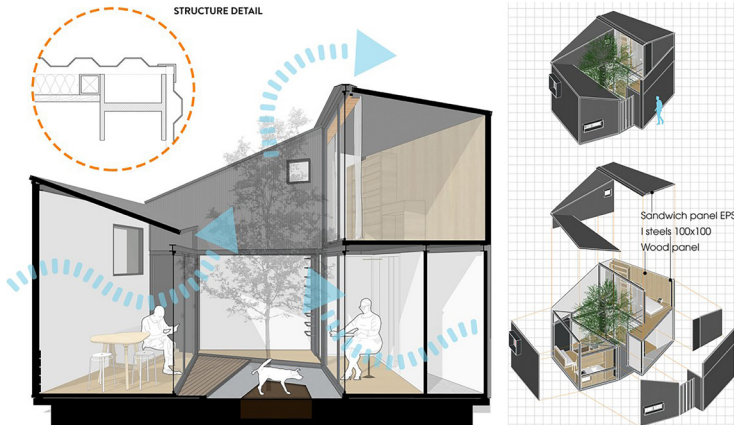 STRUCTURE DETAIL
Sandwich panel EPS
I steels 100x100
Wood panel